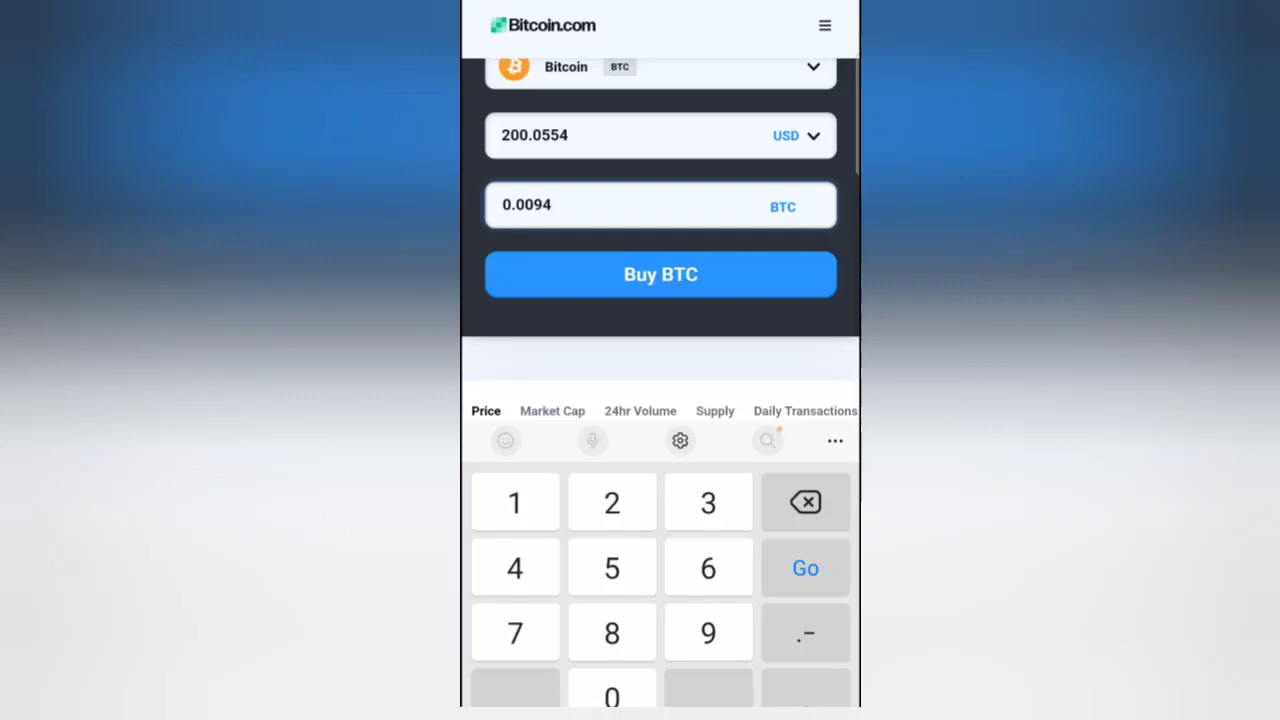 Bitcoin.com
Bitcoin BTC
200.0554 USD
0.0094 BTC
Buy BTC
Price Market Cap 24hr Volume Supply Daily Transactions
1 2 3
4 5 6 Go
7 8 9 .-
0